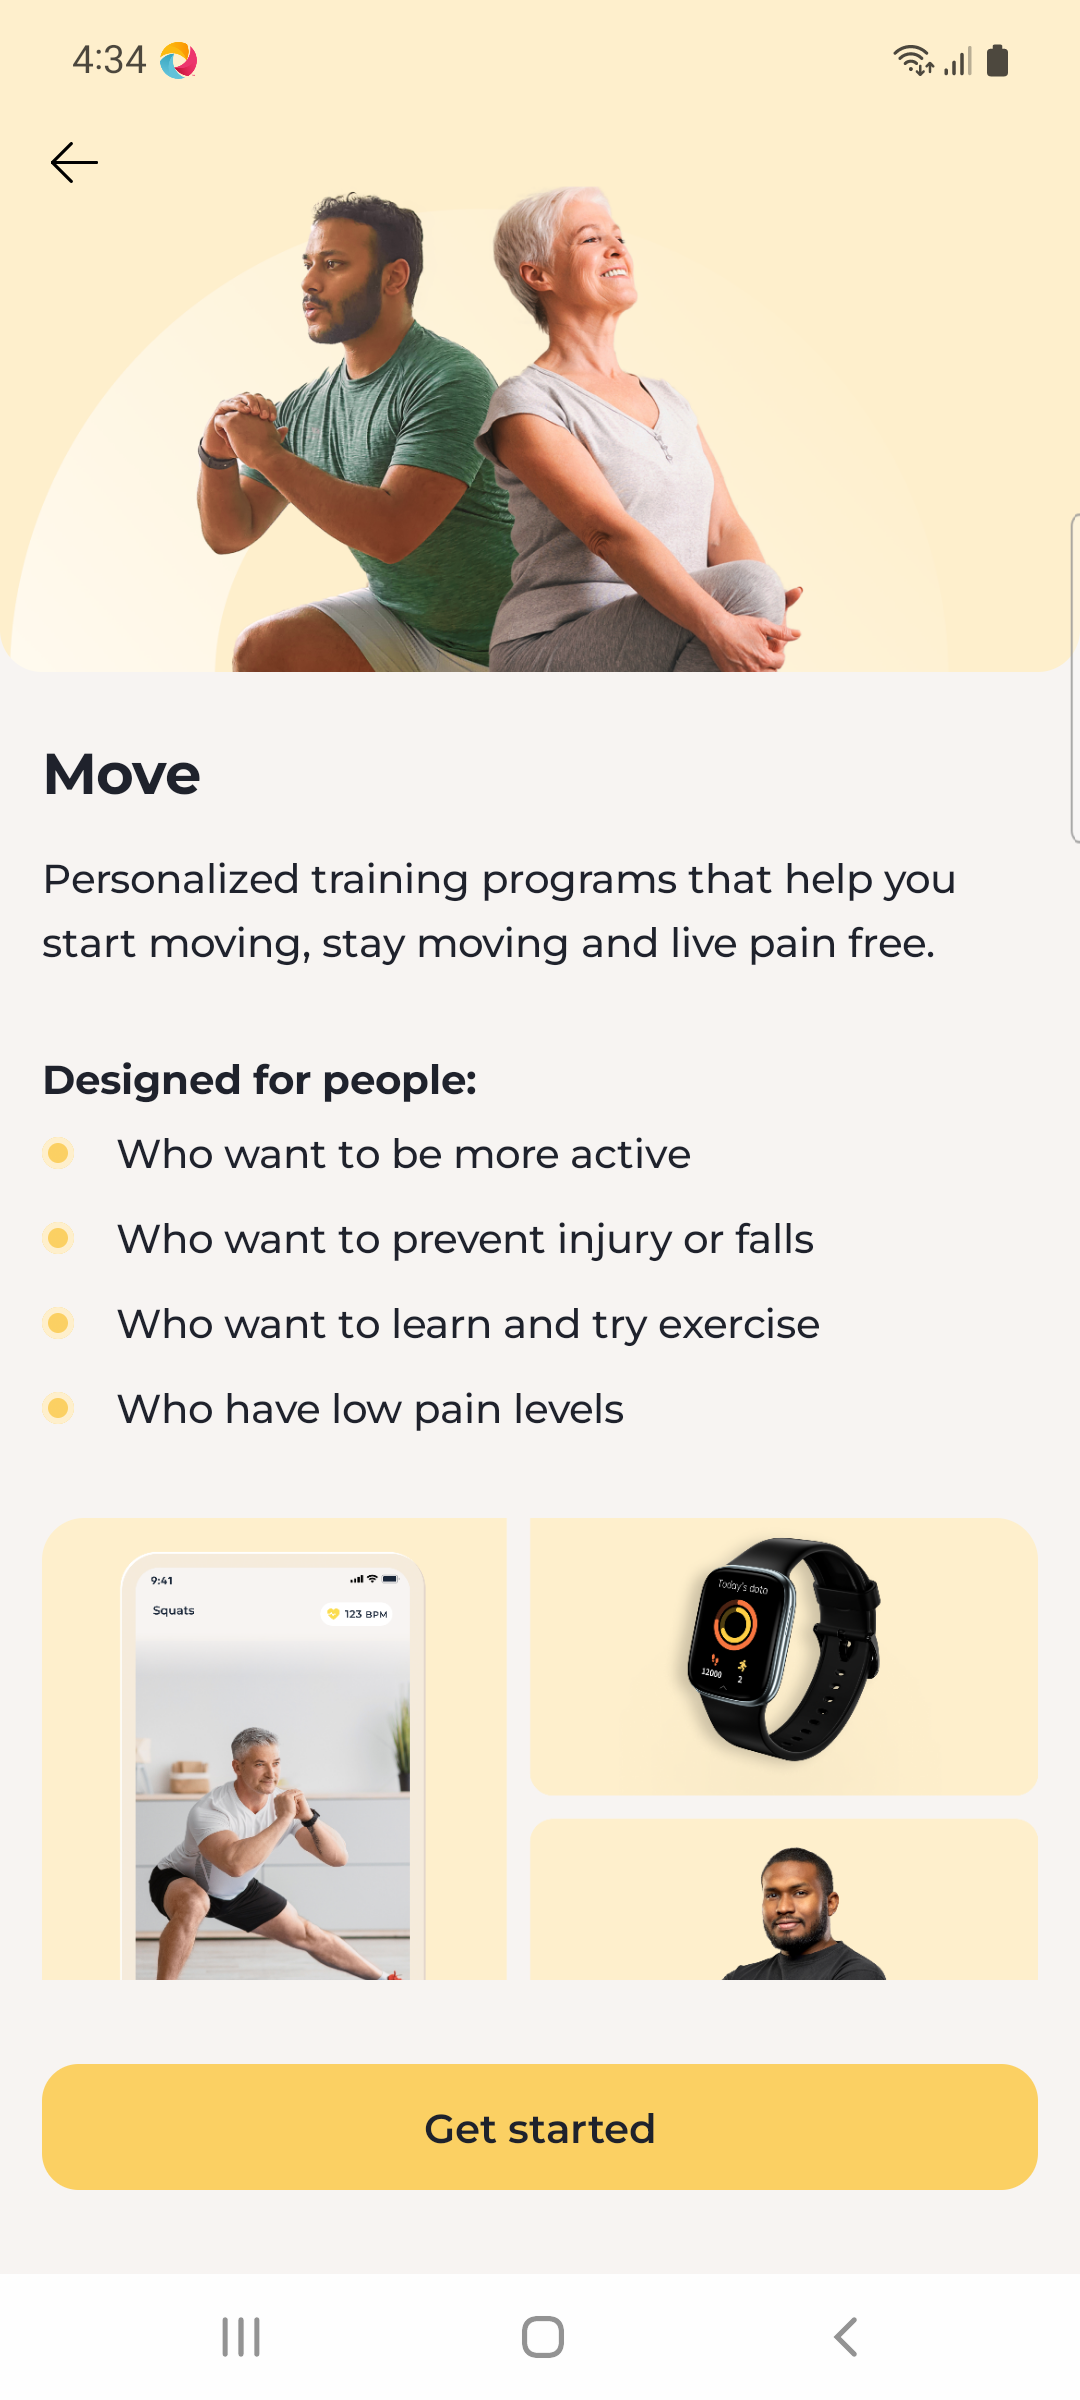 4:34
Move
Personalized training programs that help you
start moving, stay moving and live pain free.
Designed for people:
Who want to be more active
Who want to prevent injury or falls
Who want to learn and try exercise
Who have low pain levels
9:41
Squats
123 BPM
Today's data
12000
2
Get started